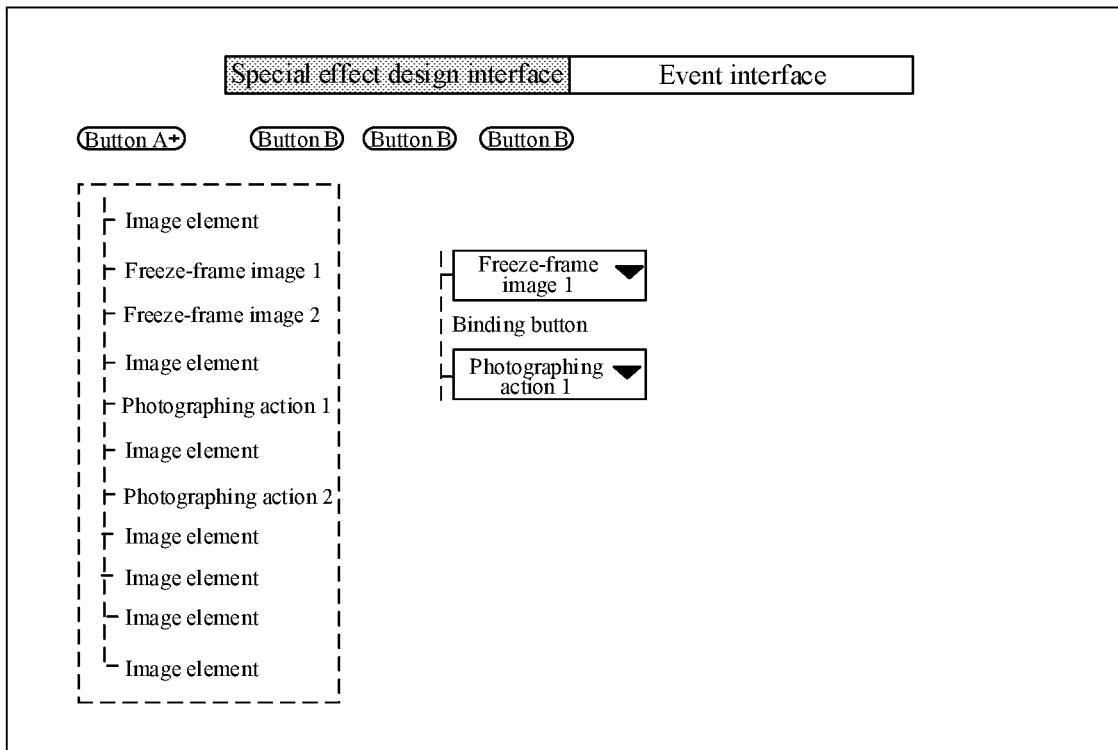 Special effect design interface
Event interface
Button A+
Button B
Button B
Button B
Image element
Freeze-frame image 1
Freeze-frame image 2
Image element
Photographing action 1
Image element
Photographing action 2
Image element
Image element
Image element
Image element
Freeze-frame
image 1
Binding button
Photographing
action 1